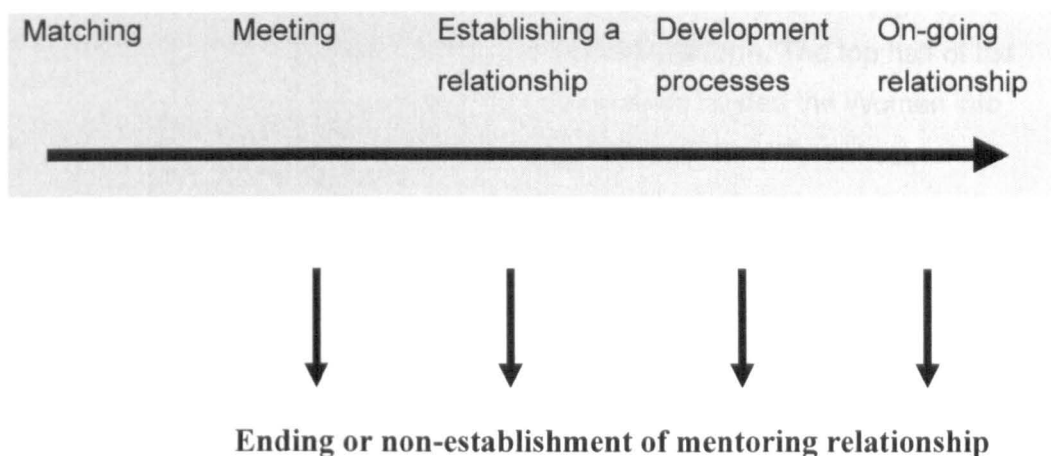 Matching Meeting Establishing a Development On-going
relationship processes relationship
Ending or non-establishment of mentoring relationship